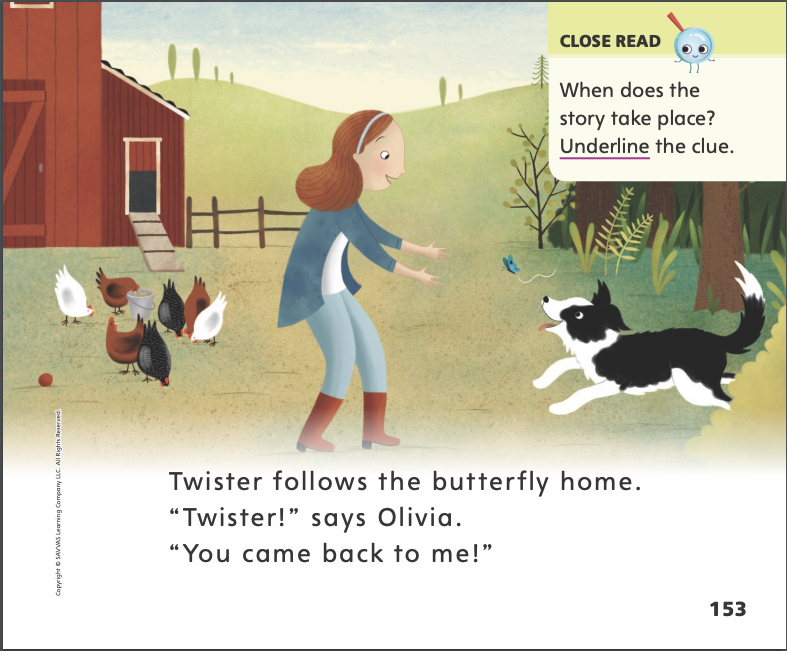 CLOSE READ
When does the
story take place?
Underline the clue.
Twister follows the butterfly home.
“Twister!” says Olivia.
“You came back to me!”
Copyright © SAVVAS Learning Company LLC. All Rights Reserved.
153